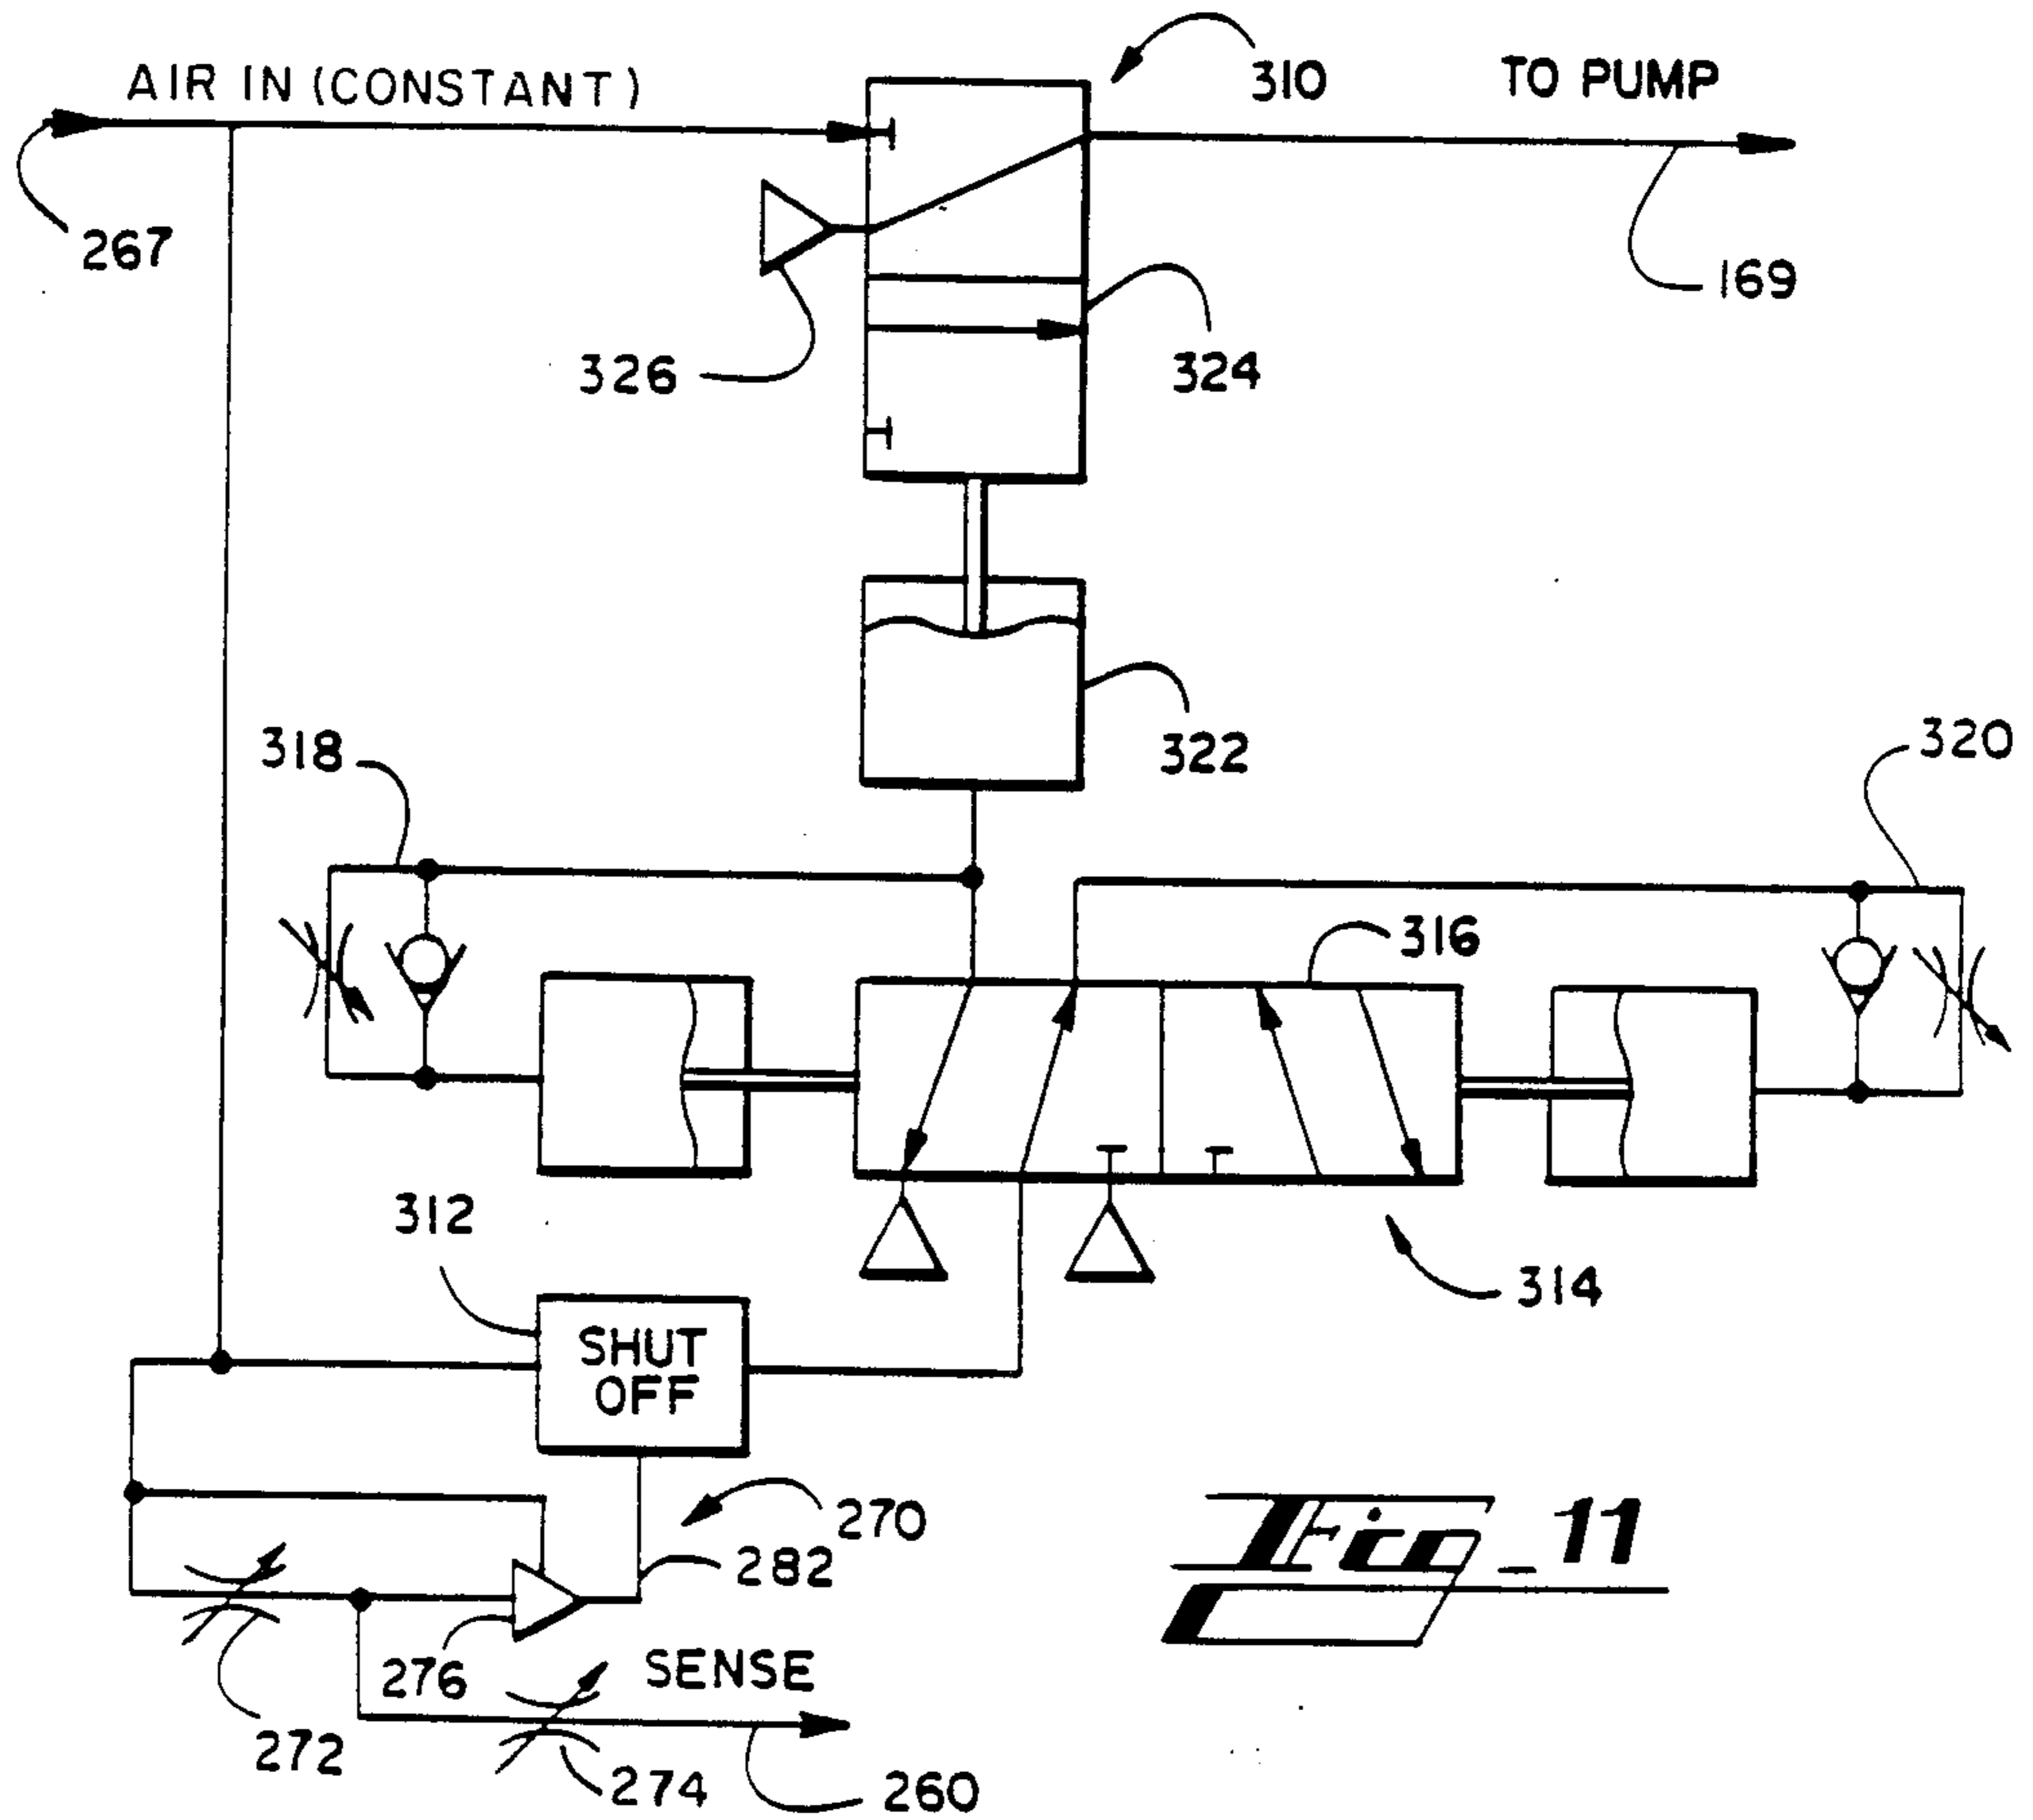 AIR IN (CONSTANT)
310
TO PUMP
267
169
326
324
318
322
320
316
312
SHUT
OFF
314
270
282
276
SENSE
272
274
260
Fig_11